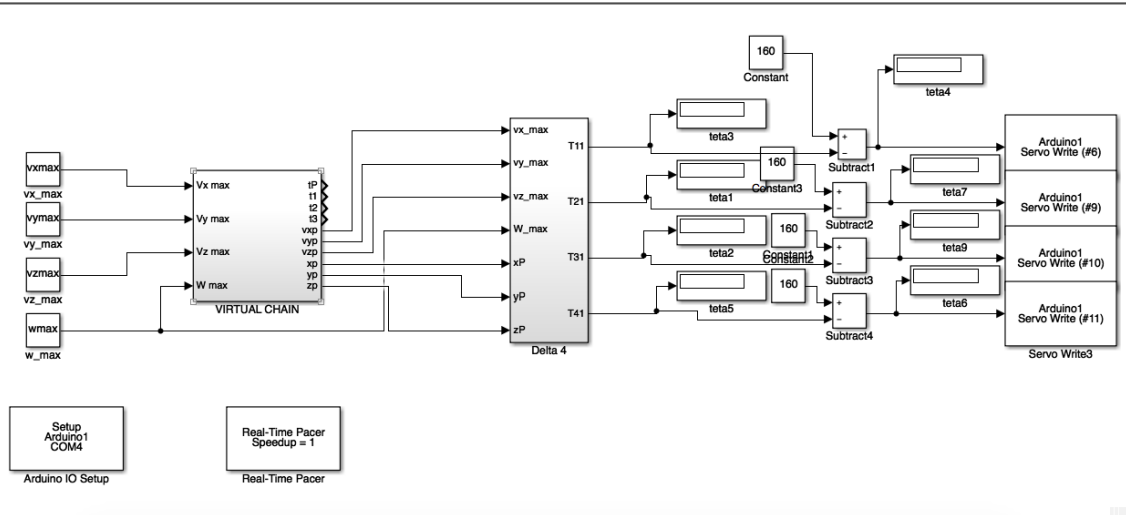 160
Constant
teta4
vx_max
T11
teta3
+
−
Subtract1
Arduino1
Servo Write (#6)
vxmax
vx_max
Vx max
tP
t1
t2
t3
vxp
vyp
vzp
xp
yp
zp
vy_max
160
Constant3
teta7
vymax
vy_max
Vy max
vz_max
T21
teta1
+
−
Subtract2
Arduino1
Servo Write (#9)
W_max
160
teta9
vzmax
vz_max
Vz max
xP
T31
teta2
Constant1
Constant2
+
−
Subtract3
Arduino1
Servo Write (#10)
wmax
w_max
W max
VIRTUAL CHAIN
yP
160
teta6
zP
T41
teta5
+
−
Subtract4
Arduino1
Servo Write (#11)
Delta 4
Servo Write3
Setup
Arduino1
COM4
Arduino IO Setup
Real-Time Pacer
Speedup = 1
Real-Time Pacer